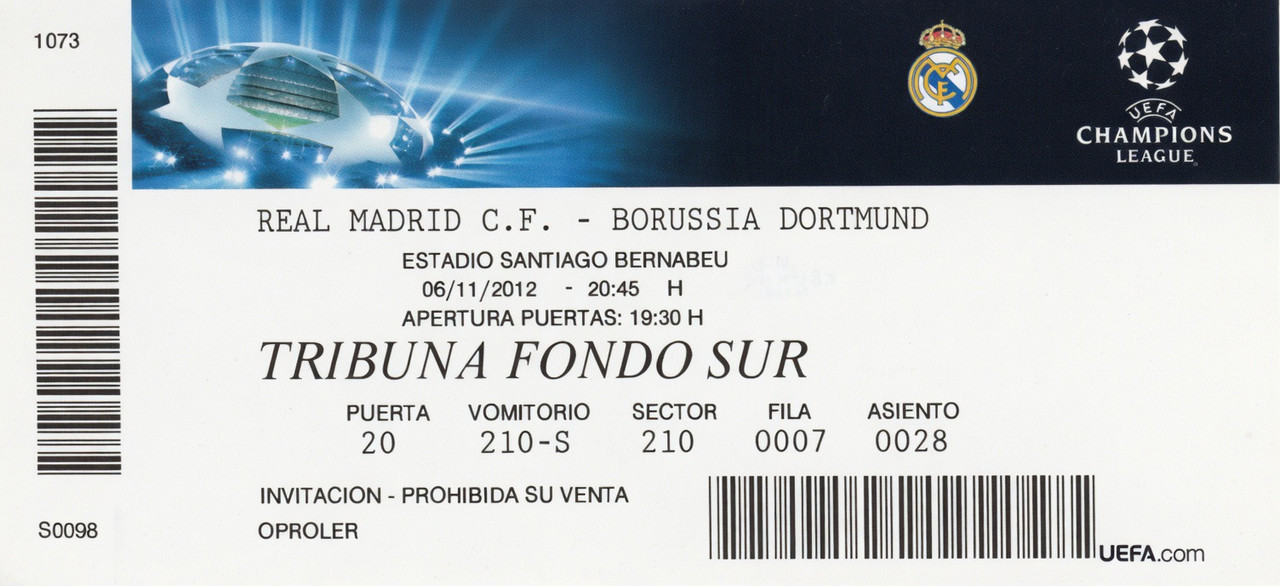 1073
UEFA
CHAMPIONS
LEAGUE
REAL MADRID C.F. - BORUSSIA DORTMUND
ESTADIO SANTIAGO BERNABEU
06/11/2012 - 20:45 H
APERTURA PUERTAS: 19:30 H
TRIBUNA FONDO SUR
PUERTA VOMITORIO SECTOR FILA ASIENTO
20 210-S 210 0007 0028
INVITACION - PROHIBIDA SU VENTA
S0098
OPROLER
UEFA.com